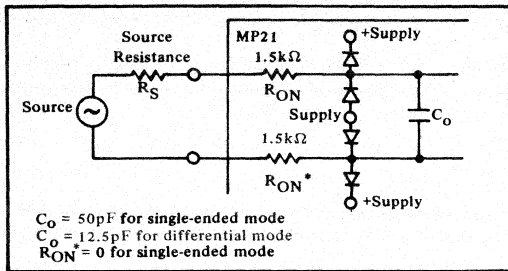 Source
Resistance
MP21
+Supply
1.5kΩ
R_S
R_ON
Source
Supply
C_o
1.5kΩ
R_ON*
+Supply
C_o = 50pF for single-ended mode
C_o = 12.5pF for differential mode
R_ON* = 0 for single-ended mode